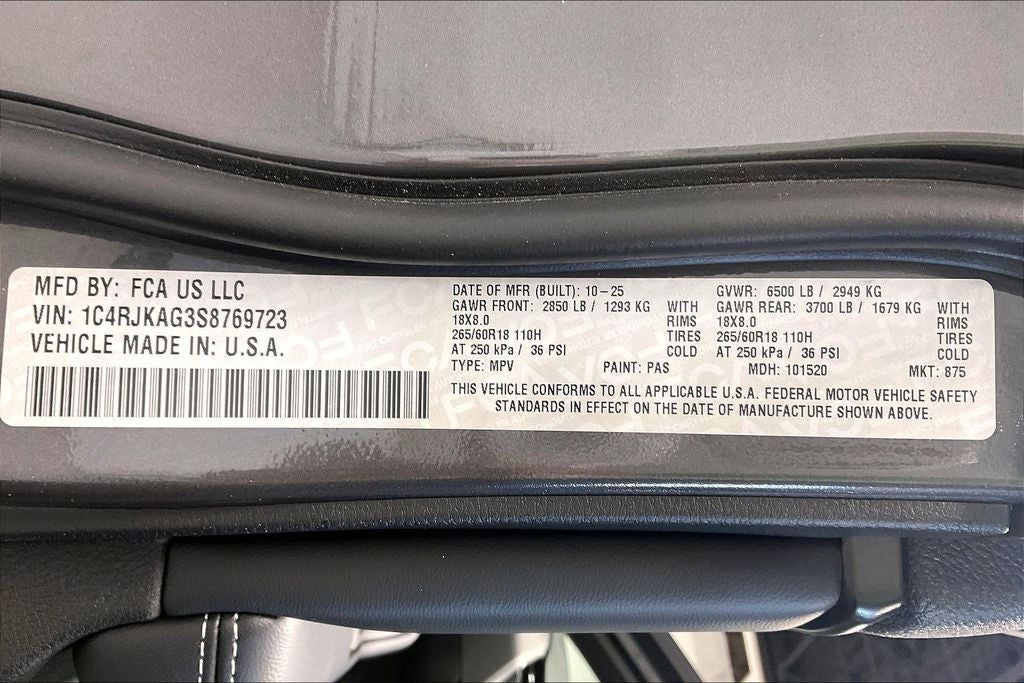 MFD BY: FCA US LLC
VIN: 1C4RJKAG3S8769723
VEHICLE MADE IN: U.S.A.
DATE OF MFR (BUILT): 10-25
GAWR FRONT: 2850 LB / 1293 KG WITH
18X8.0 RIMS
265/60R18 110H TIRES
AT 250 kPa / 36 PSI COLD
GVWR: 6500 LB / 2949 KG
GAWR REAR: 3700 LB / 1679 KG WITH
18X8.0 RIMS
265/60R18 110H TIRES
AT 250 kPa / 36 PSI COLD
TYPE: MPV PAINT: PAS MDH: 101520 MKT: 875
THIS VEHICLE CONFORMS TO ALL APPLICABLE U.S.A. FEDERAL MOTOR VEHICLE SAFETY
STANDARDS IN EFFECT ON THE DATE OF MANUFACTURE SHOWN ABOVE.